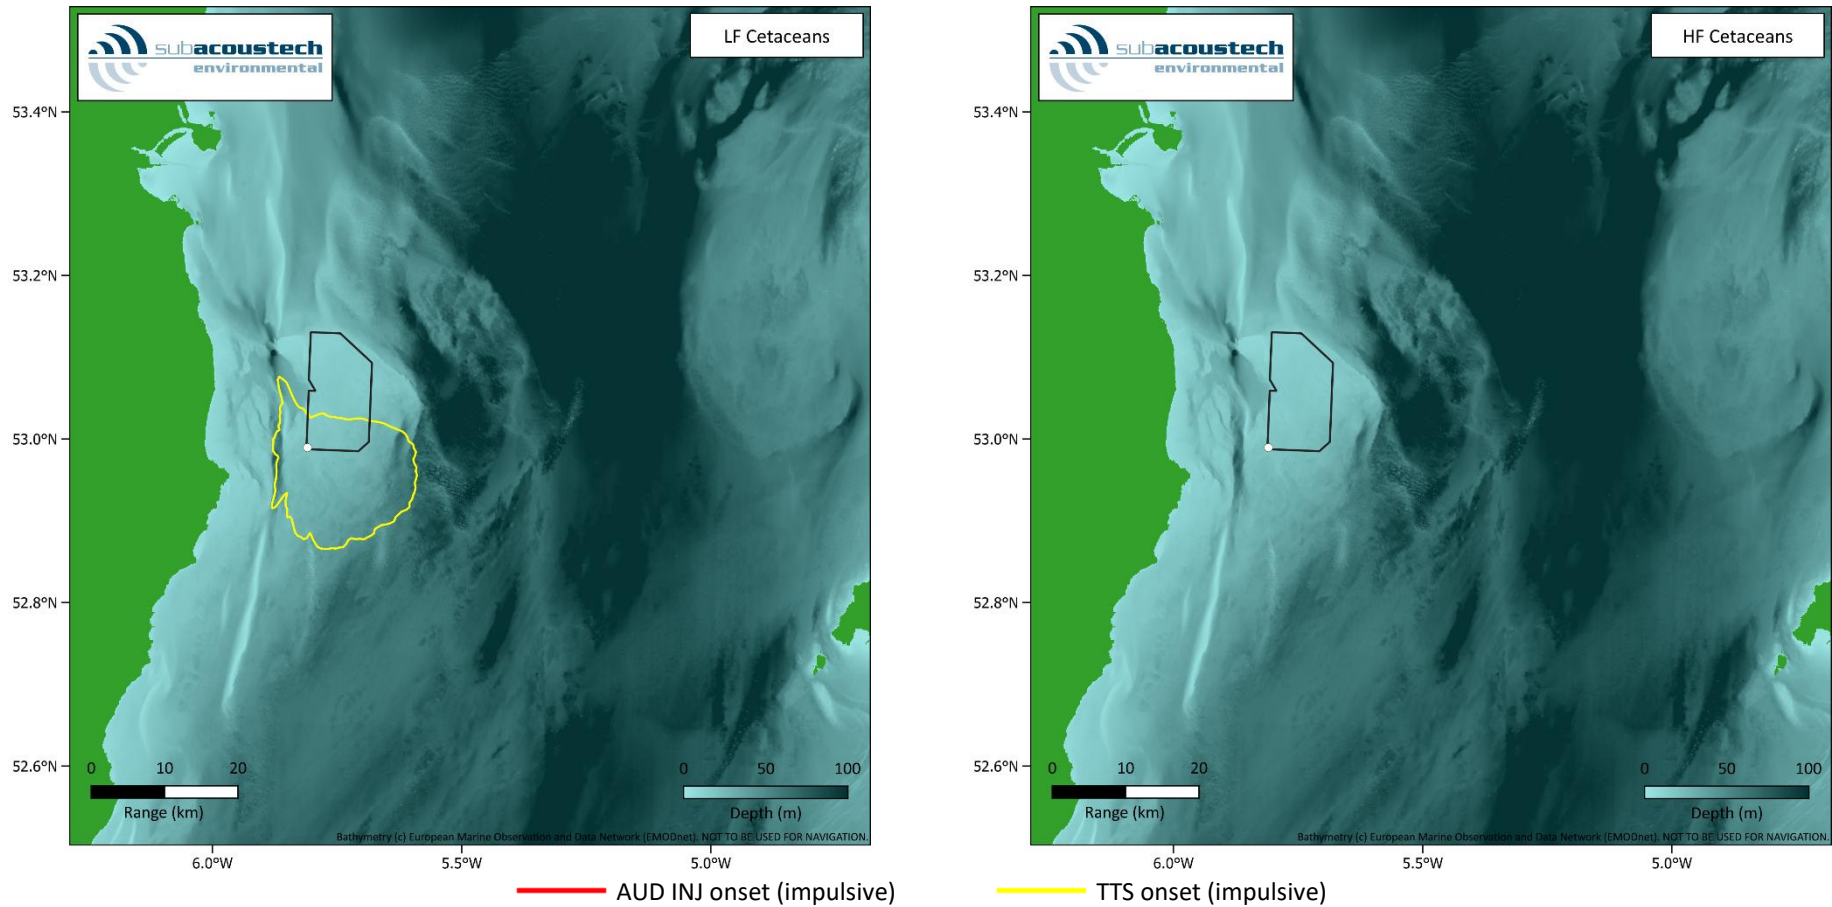 subacoustech
environmental
LF Cetaceans
53.4°N
53.2°N
53.0°N
52.8°N
52.6°N
0 10 20
Range (km)
0 50 100
Depth (m)
Bathymetry (c) European Marine Observation and Data Network (EMODnet). NOT TO BE USED FOR NAVIGATION.
6.0°W 5.5°W 5.0°W
subacoustech
environmental
HF Cetaceans
53.4°N
53.2°N
53.0°N
52.8°N
52.6°N
0 10 20
Range (km)
0 50 100
Depth (m)
Bathymetry (c) European Marine Observation and Data Network (EMODnet). NOT TO BE USED FOR NAVIGATION.
6.0°W 5.5°W 5.0°W
AUD INJ onset (impulsive) TTS onset (impulsive)